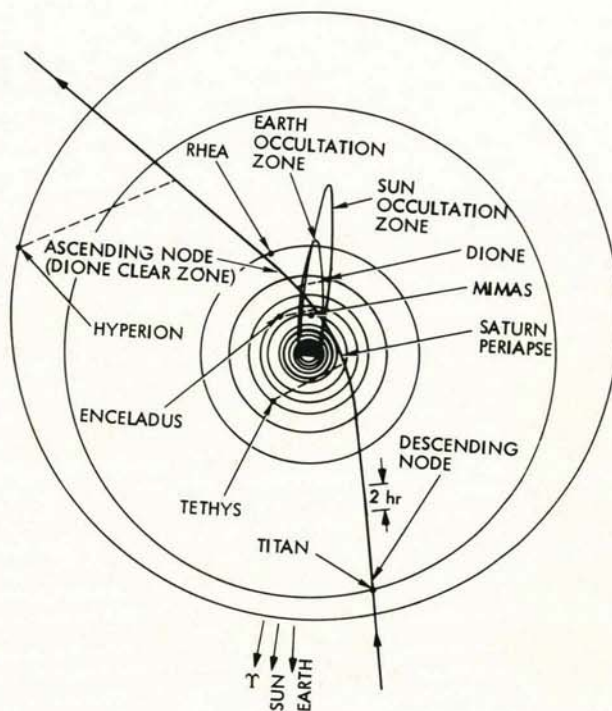 EARTH
OCCULTATION
ZONE
RHEA
SUN
OCCULTATION
ZONE
ASCENDING NODE
(DIONE CLEAR ZONE)
DIONE
MIMAS
HYPERION
SATURN
PERIAPSE
ENCELADUS
DESCENDING
NODE
TETHYS
2 hr
TITAN
♈
SUN
EARTH